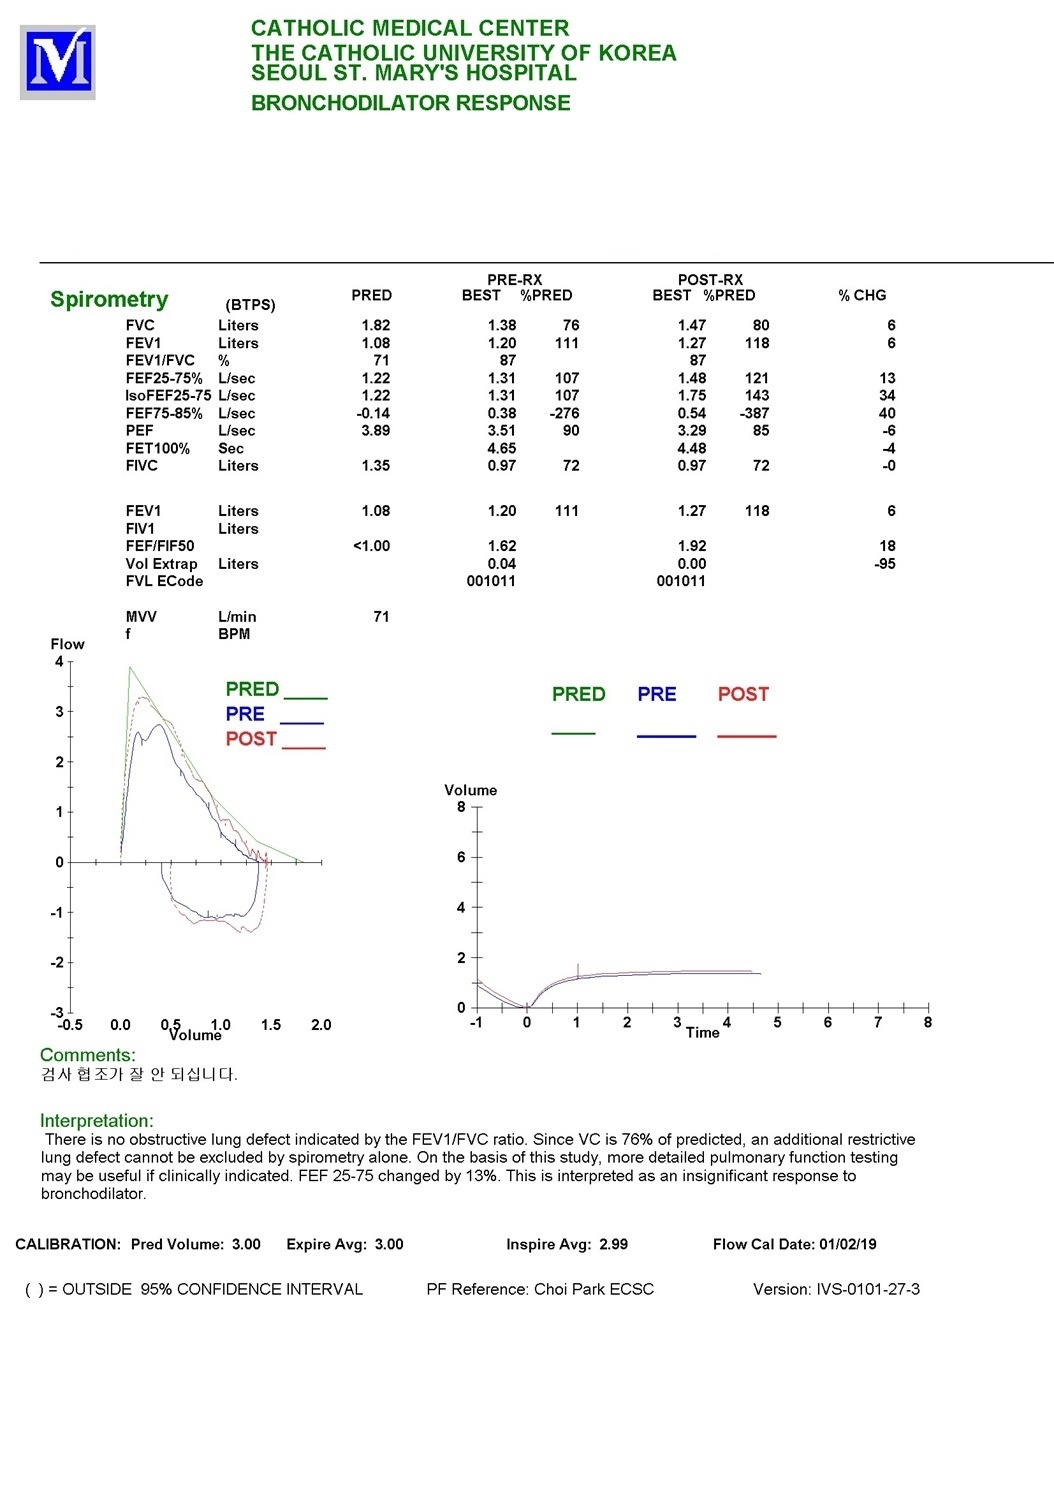 CATHOLIC MEDICAL CENTER
THE CATHOLIC UNIVERSITY OF KOREA
SEOUL ST. MARY'S HOSPITAL
BRONCHODILATOR RESPONSE
PRE-RX POST-RX
Spirometry (BTPS) PRED BEST %PRED BEST %PRED % CHG
FVC Liters 1.82 1.38 76 1.47 80 6
FEV1 Liters 1.08 1.20 111 1.27 118 6
FEV1/FVC % 71 87 87
FEF25-75% L/sec 1.22 1.31 107 1.48 121 13
IsoFEF25-75 L/sec 1.22 1.31 107 1.75 143 34
FEF75-85% L/sec -0.14 0.38 -276 0.54 -387 40
PEF L/sec 3.89 3.51 90 3.29 85 -6
FET100% Sec 4.65 4.48 -4
FIVC Liters 1.35 0.97 72 0.97 72 -0
FEV1 Liters 1.08 1.20 111 1.27 118 6
FIV1 Liters
FEF/FIF50 <1.00 1.62 1.92 18
Vol Extrap Liters 0.04 0.00 -95
FVL ECode 001011 001011
MVV L/min 71
f BPM
Flow
4
3
2
1
0
-1
-2
-3
-0.5 0.0 0.5 1.0 1.5 2.0
Volume
PRED
PRE
POST
PRED PRE POST
Volume
8
6
4
2
0
-1 0 1 2 3 4 5 6 7 8
Time
Comments:
검사 협조가 잘 안 되십니다.
Interpretation:
There is no obstructive lung defect indicated by the FEV1/FVC ratio. Since VC is 76% of predicted, an additional restrictive
lung defect cannot be excluded by spirometry alone. On the basis of this study, more detailed pulmonary function testing
may be useful if clinically indicated. FEF 25-75 changed by 13%. This is interpreted as an insignificant response to
bronchodilator.
CALIBRATION: Pred Volume: 3.00 Expire Avg: 3.00 Inspire Avg: 2.99 Flow Cal Date: 01/02/19
( ) = OUTSIDE 95% CONFIDENCE INTERVAL PF Reference: Choi Park ECSC Version: IVS-0101-27-3